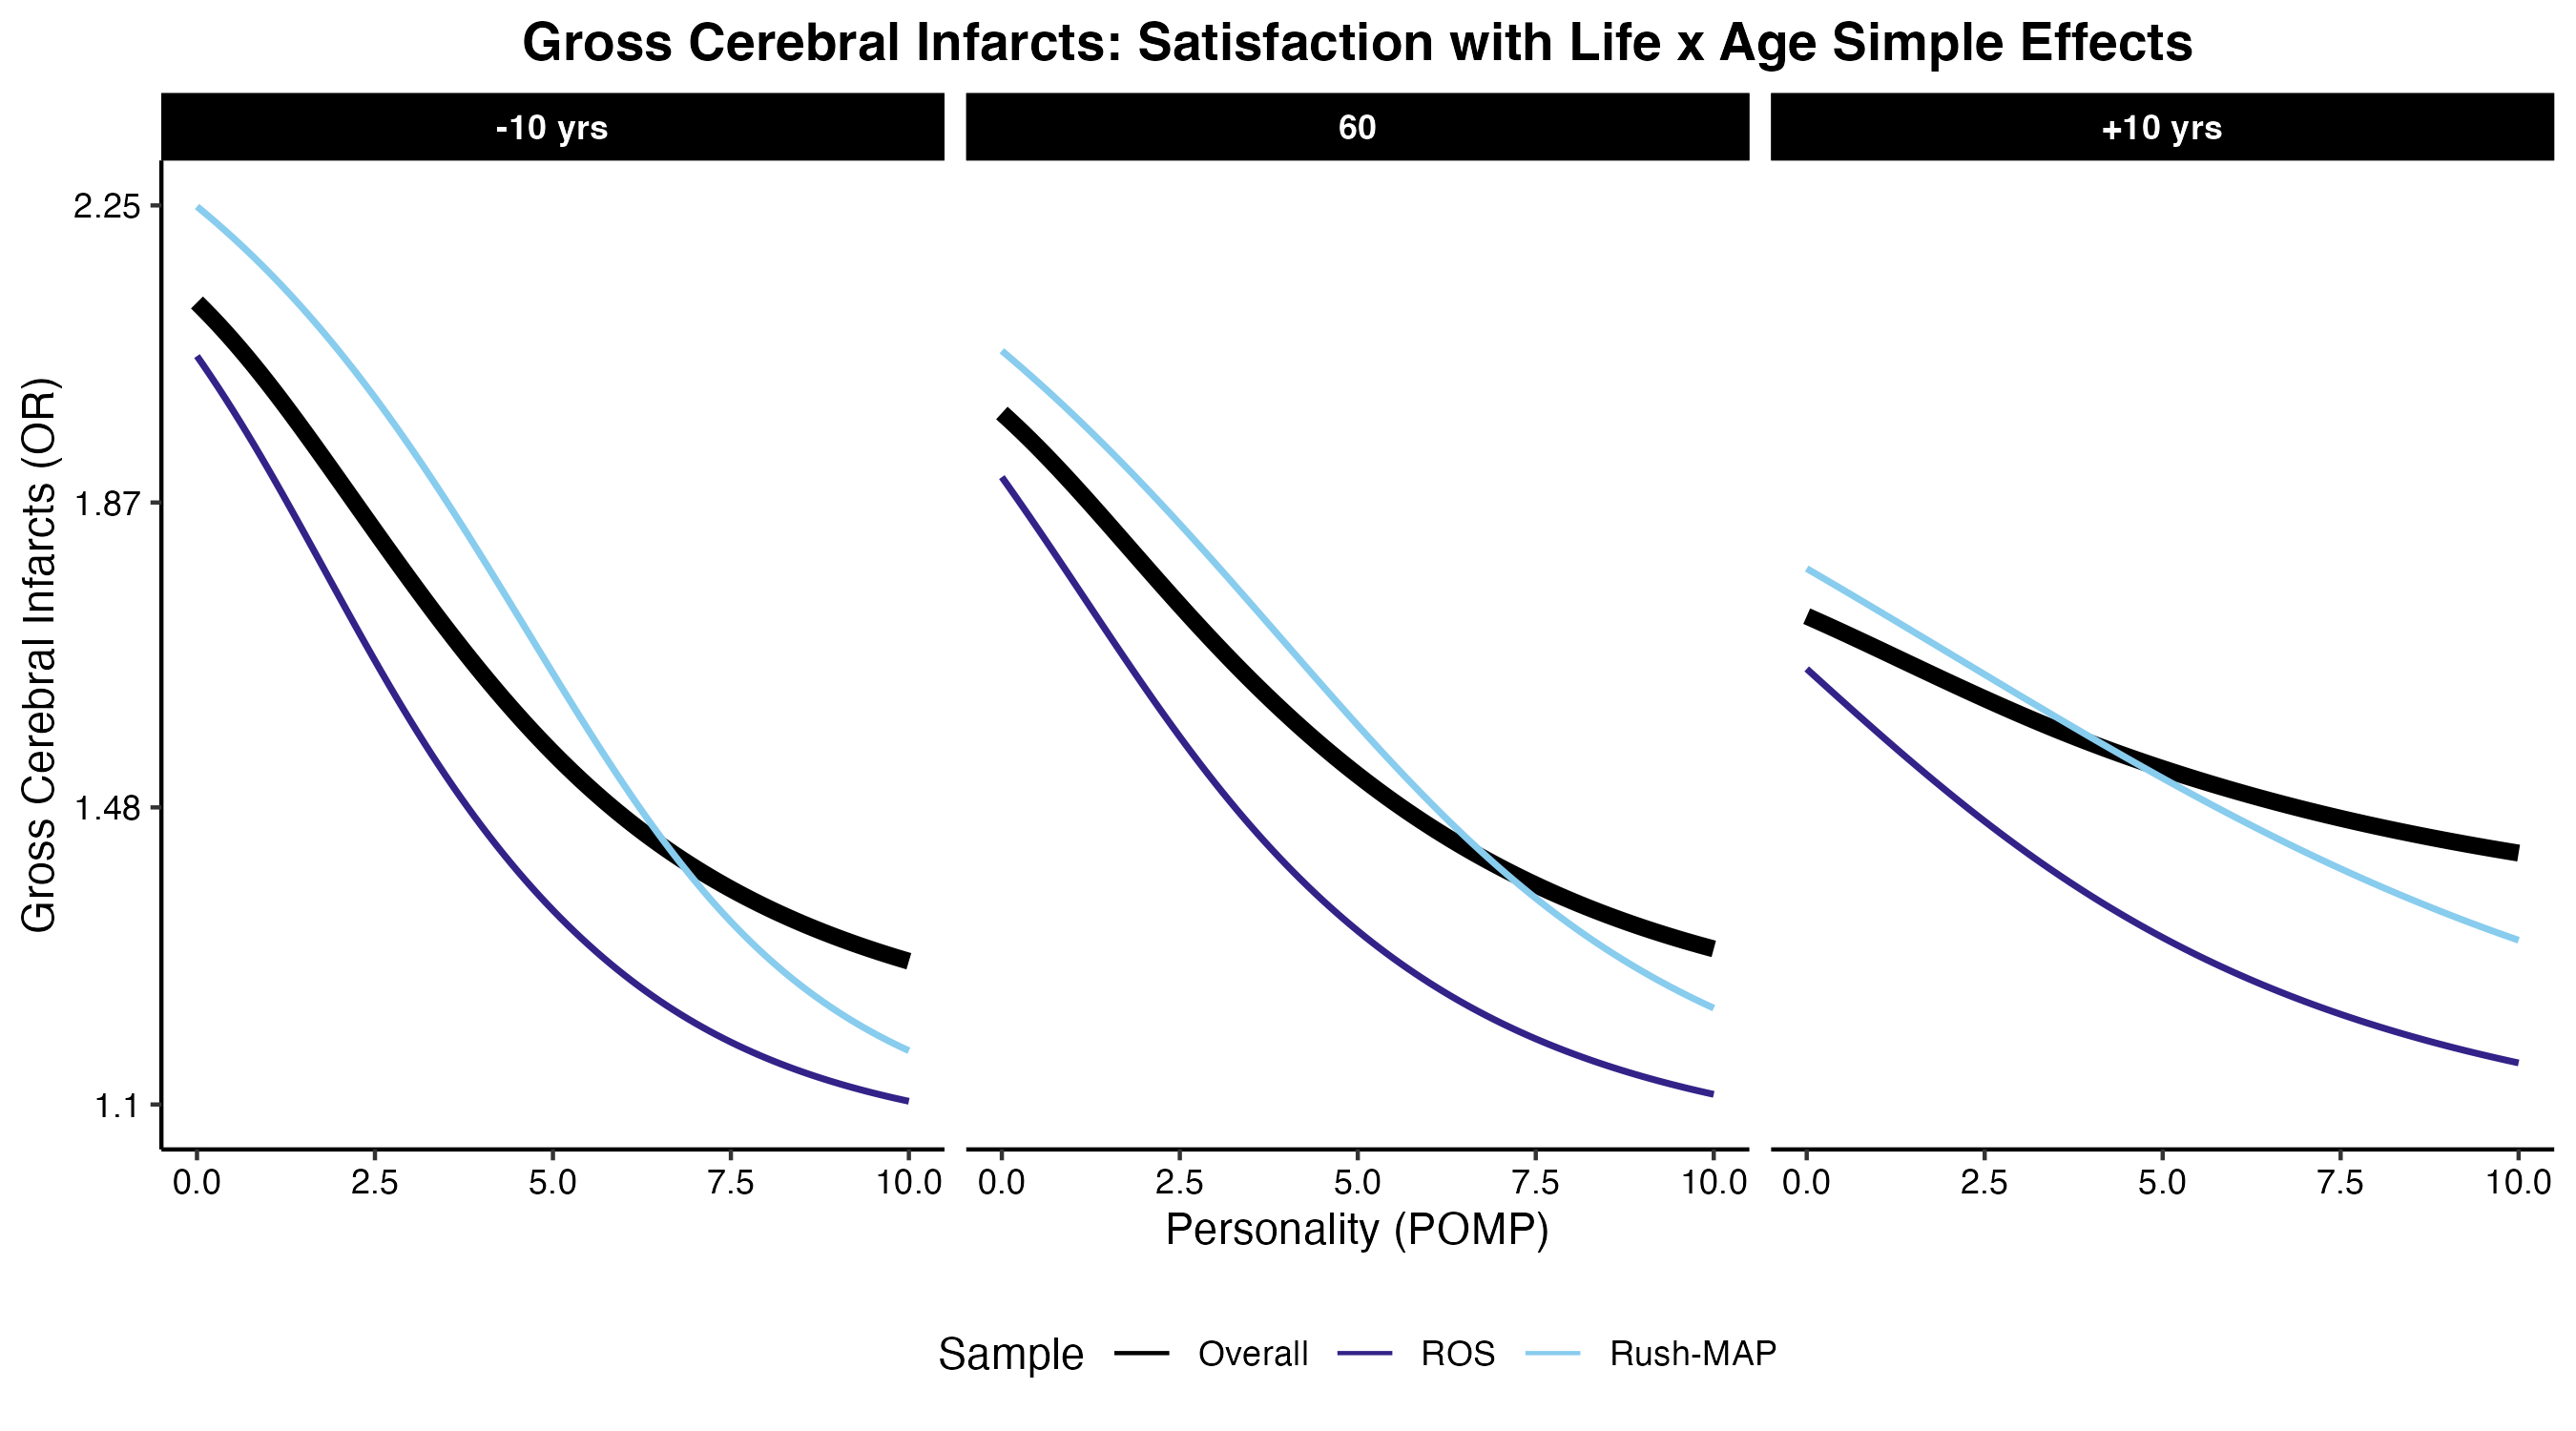 Gross Cerebral Infarcts: Satisfaction with Life x Age Simple Effects
-10 yrs 60 +10 yrs
Gross Cerebral Infarcts (OR)
2.25
1.87
1.48
1.1
0.0 2.5 5.0 7.5 10.0 0.0 2.5 5.0 7.5 10.0 0.0 2.5 5.0 7.5 10.0
Personality (POMP)
Sample Overall ROS Rush-MAP